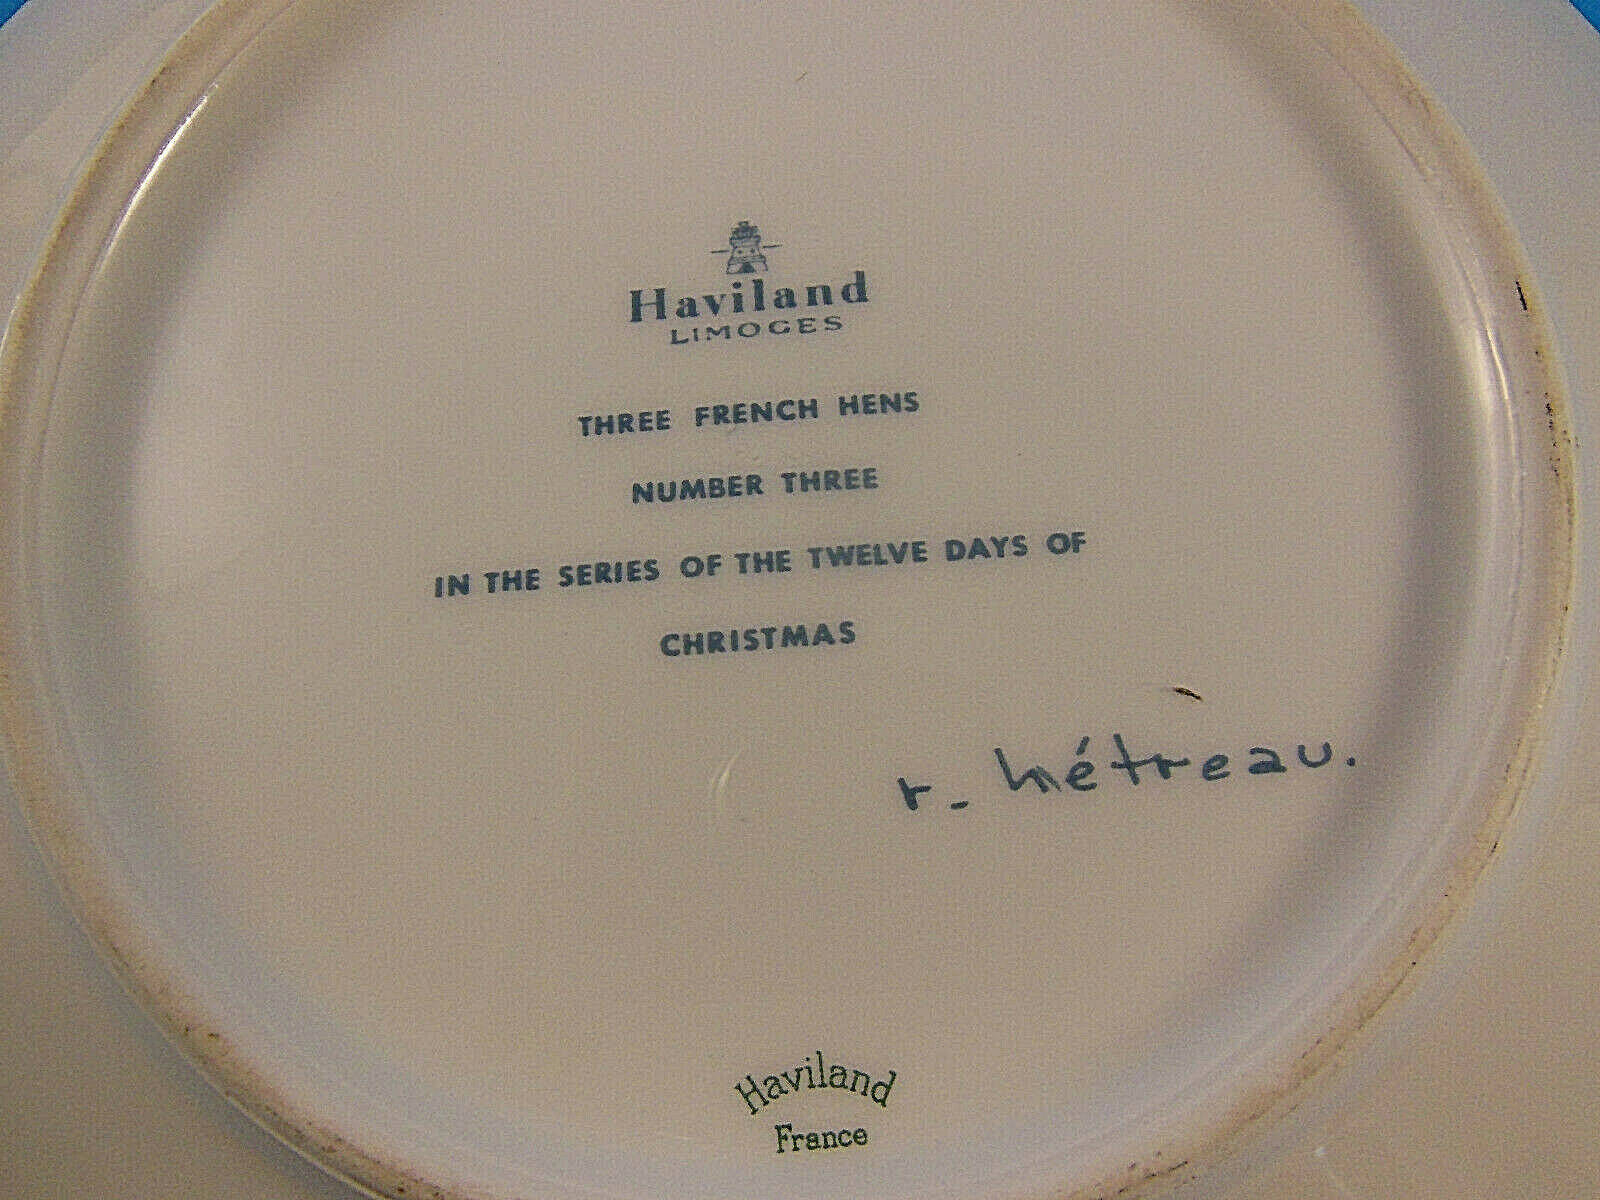 Haviland
LIMOGES
THREE FRENCH HENS
NUMBER THREE
IN THE SERIES OF THE TWELVE DAYS OF
CHRISTMAS
r. hétreau.
Haviland
France